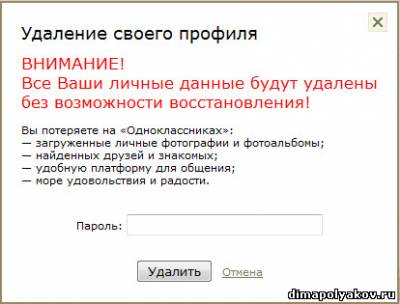 Удаление своего профиля
ВНИМАНИЕ!
Все Ваши личные данные будут удалены
без возможности восстановления!
Вы потеряете на «Одноклассниках»:
— загруженные личные фотографии и фотоальбомы;
— найденных друзей и знакомых;
— удобную платформу для общения;
— море удовольствия и радости.
Пароль:
Удалить Отмена
dimapolyakov.ru